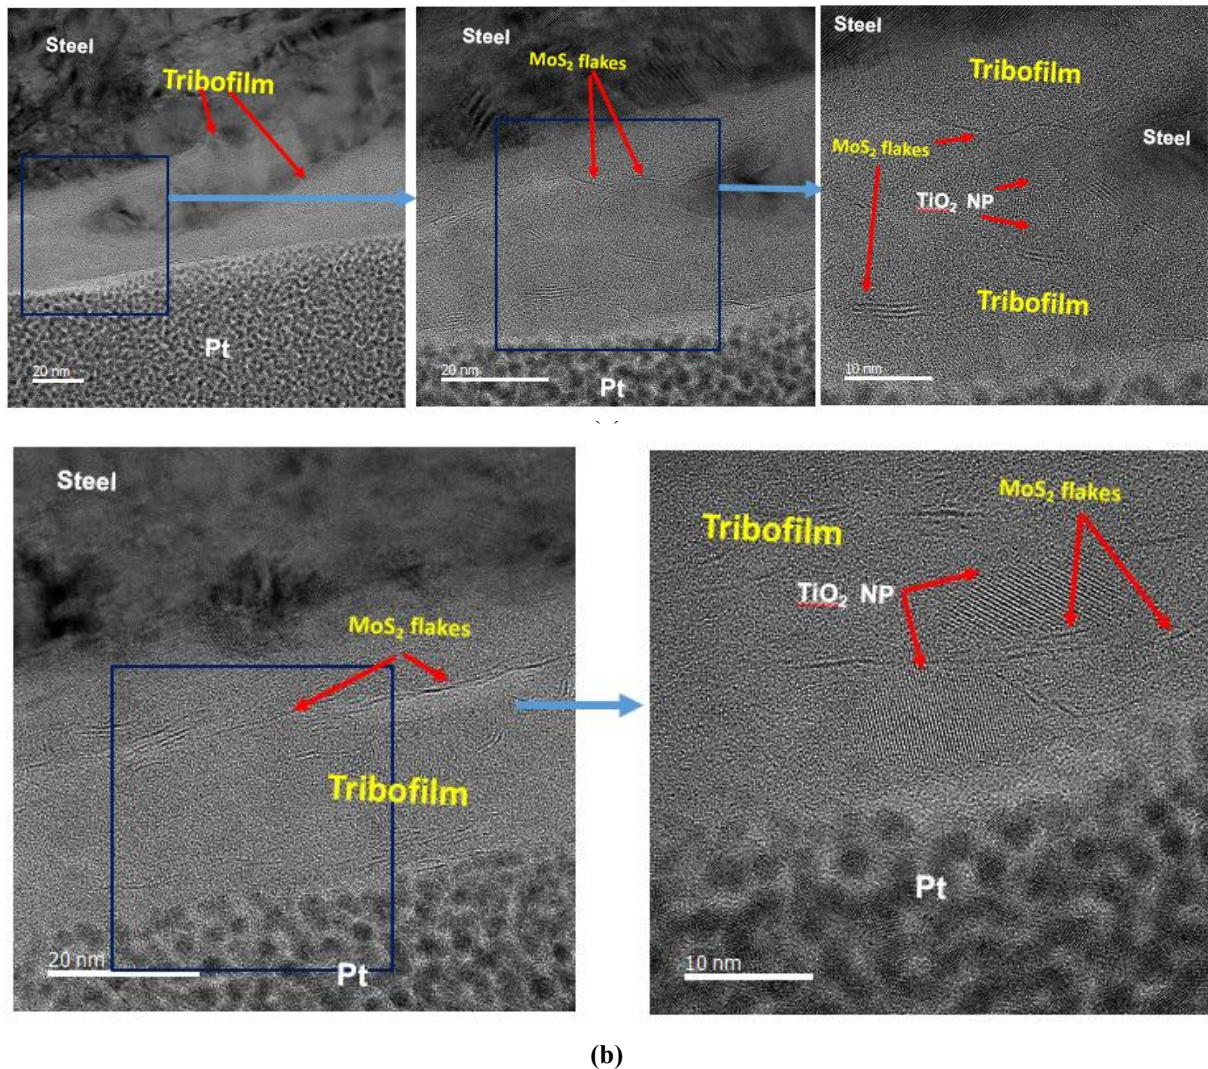 Steel
Tribofilm
20 nm
Pt
Steel
MoS₂ flakes
20 nm
Pt
Steel
Tribofilm
MoS₂ flakes
Steel
TiO₂ NP
Tribofilm
10 nm
Steel
MoS₂ flakes
Tribofilm
20 nm
Pt
MoS₂ flakes
Tribofilm
TiO₂ NP
Pt
10 nm
(b)